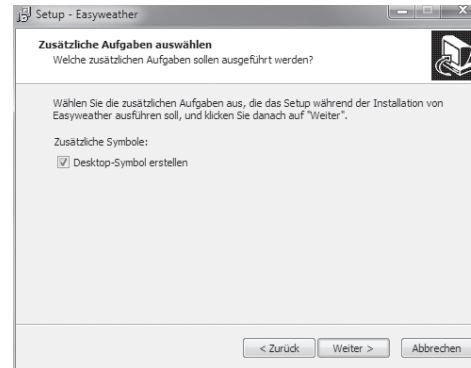 Setup - Easyweather
Zusätzliche Aufgaben auswählen
Welche zusätzlichen Aufgaben sollen ausgeführt werden?
Wählen Sie die zusätzlichen Aufgaben aus, die das Setup während der Installation von
Easyweather ausführen soll, und klicken Sie danach auf "Weiter".
Zusätzliche Symbole:
Desktop-Symbol erstellen
< Zurück
Weiter >
Abbrechen